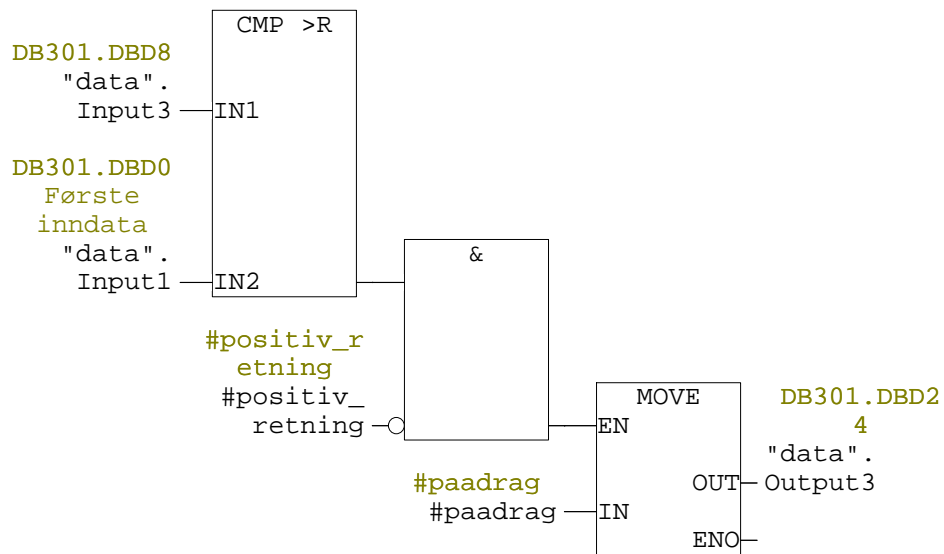 CMP >R
DB301.DBD8
"data".
Input3
IN1
DB301.DBD0
Første
inndata
"data".
Input1
IN2
&
#positiv_r
etning
#positiv_
retning
MOVE
EN
DB301.DBD2
4
"data".
OUT
Output3
#paadrag
#paadrag
IN
ENO